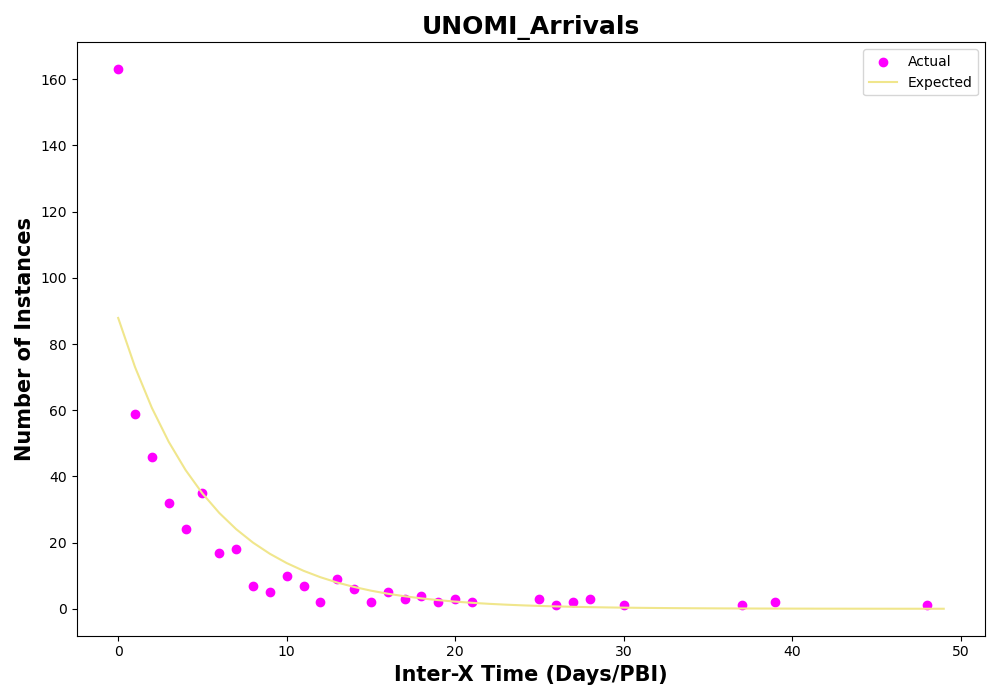 UNOMI_Arrivals
Actual
Expected
Number of Instances
160
140
120
100
80
60
40
20
0
0 10 20 30 40 50
Inter-X Time (Days/PBI)